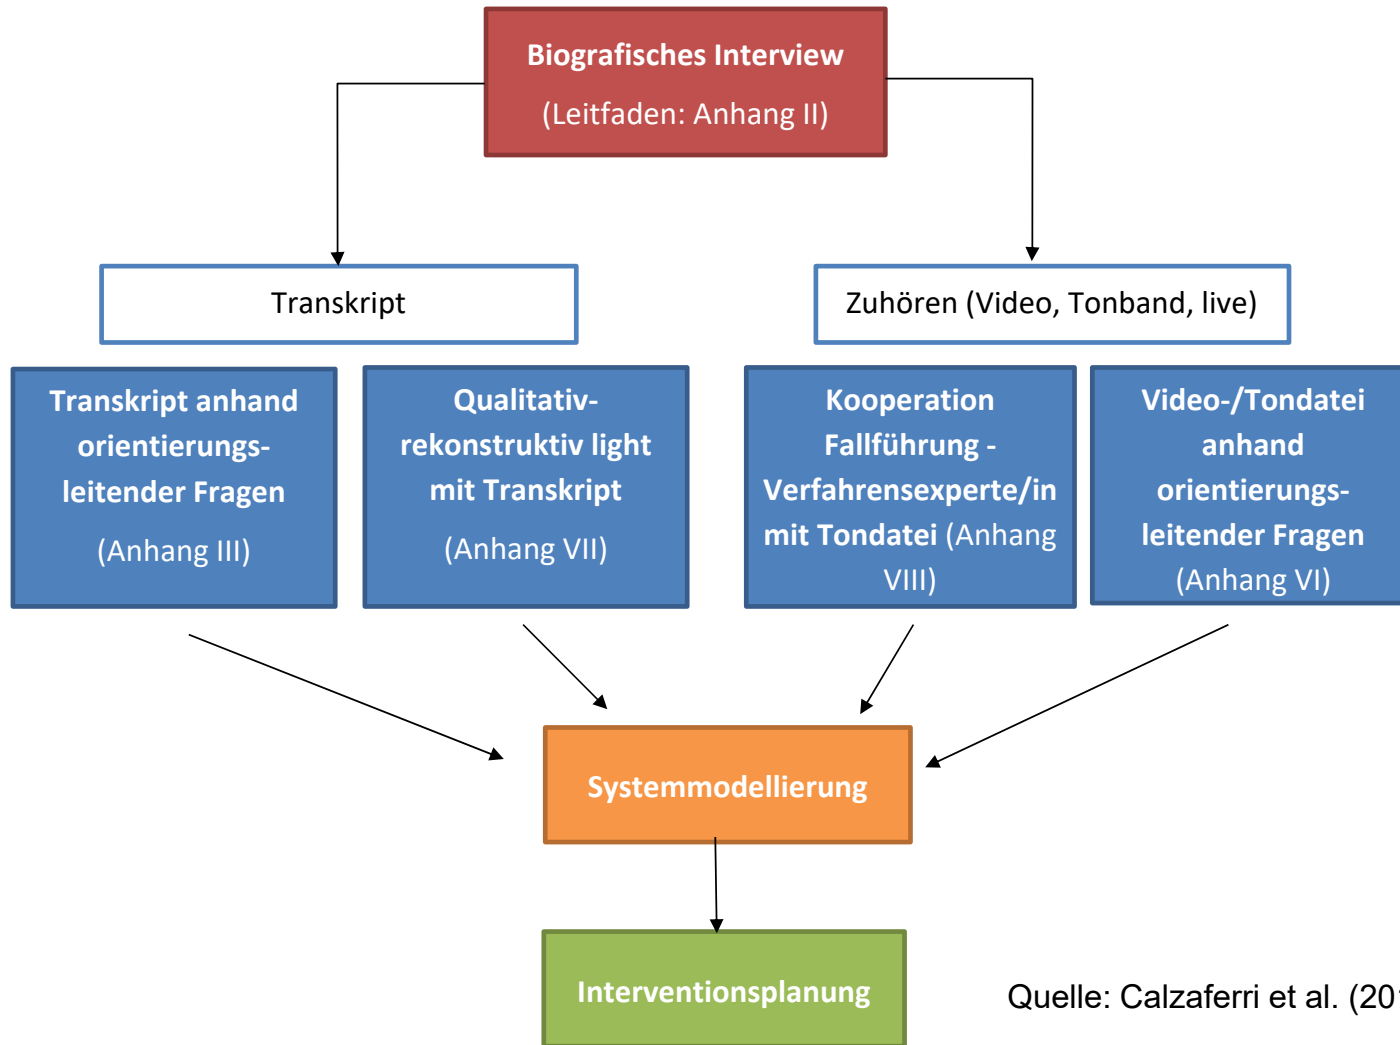 Biografisches Interview
(Leitfaden: Anhang II)
Transkript
Zuhören (Video, Tonband, live)
Transkript anhand
orientierungs-
leitender Fragen
(Anhang III)
Qualitativ-
rekonstruktiv light
mit Transkript
(Anhang VII)
Kooperation
Fallführung -
Verfahrensexperte/in
mit Tondatei (Anhang
VIII)
Video-/Tondatei
anhand
orientierungs-
leitender Fragen
(Anhang VI)
Systemmodellierung
Interventionsplanung
Quelle: Calzaferri et al. (20